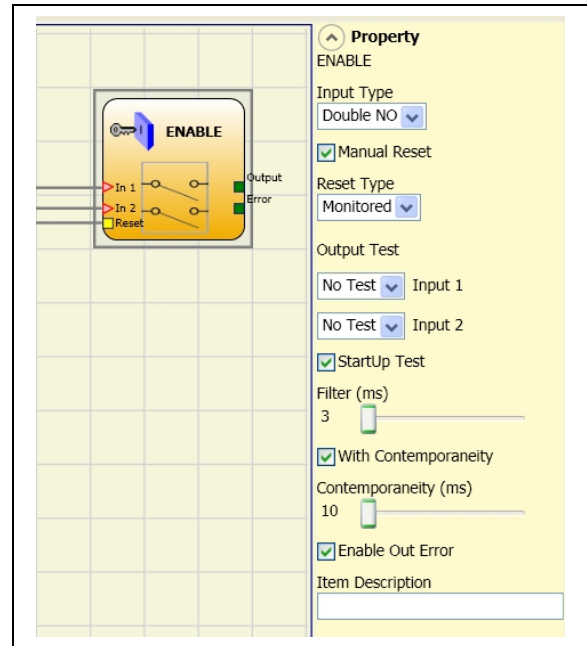 ENABLE
In 1
In 2
Reset
Output
Error
Property
ENABLE
Input Type
Double NO
Manual Reset
Reset Type
Monitored
Output Test
No Test Input 1
No Test Input 2
StartUp Test
Filter (ms)
3
With Contemporaneity
Contemporaneity (ms)
10
Enable Out Error
Item Description